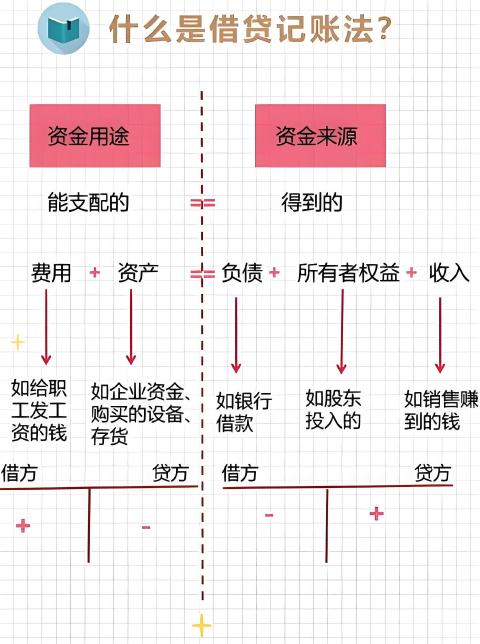 什么是借贷记账法?
资金用途
资金来源
能支配的 == 得到的
费用 + 资产 == 负债 + 所有者权益 + 收入
如给职
工发工
资的钱
如企业资金、
购买的设备、
存货
如银行
借款
如股东
投入的
如销售赚
到的钱
借方 贷方
+ -
借方 贷方
- +